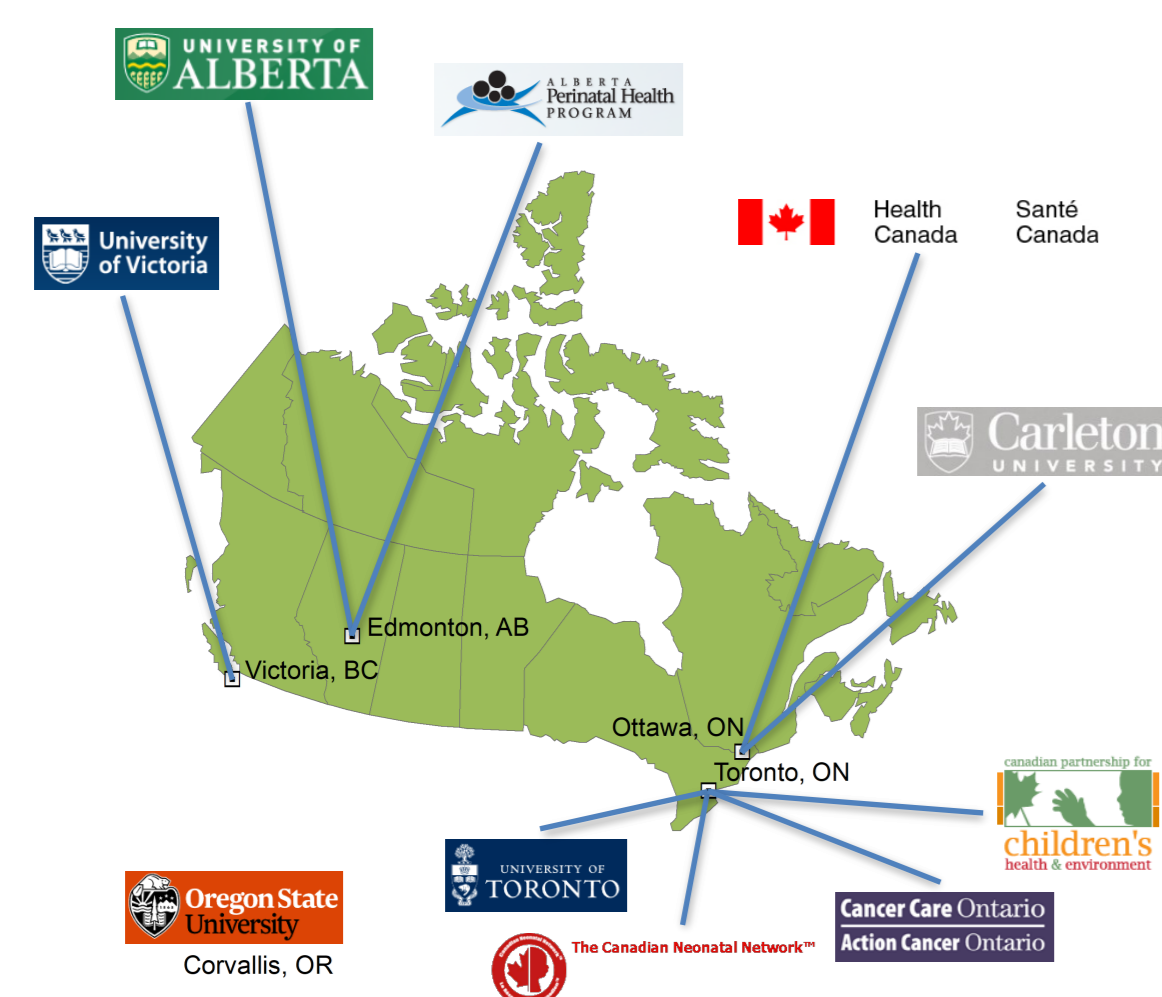 UNIVERSITY OF
ALBERTA
ALBERTA
Perinatal Health
PROGRAM
Health
Canada
Santé
Canada
University
of Victoria
Carleton
UNIVERSITY
Edmonton, AB
Victoria, BC
Ottawa, ON
Toronto, ON
canadian partnership for
children's
health & environment
UNIVERSITY OF
TORONTO
Oregon State
University
Corvallis, OR
Cancer Care Ontario
Action Cancer Ontario
The Canadian Neonatal Network™